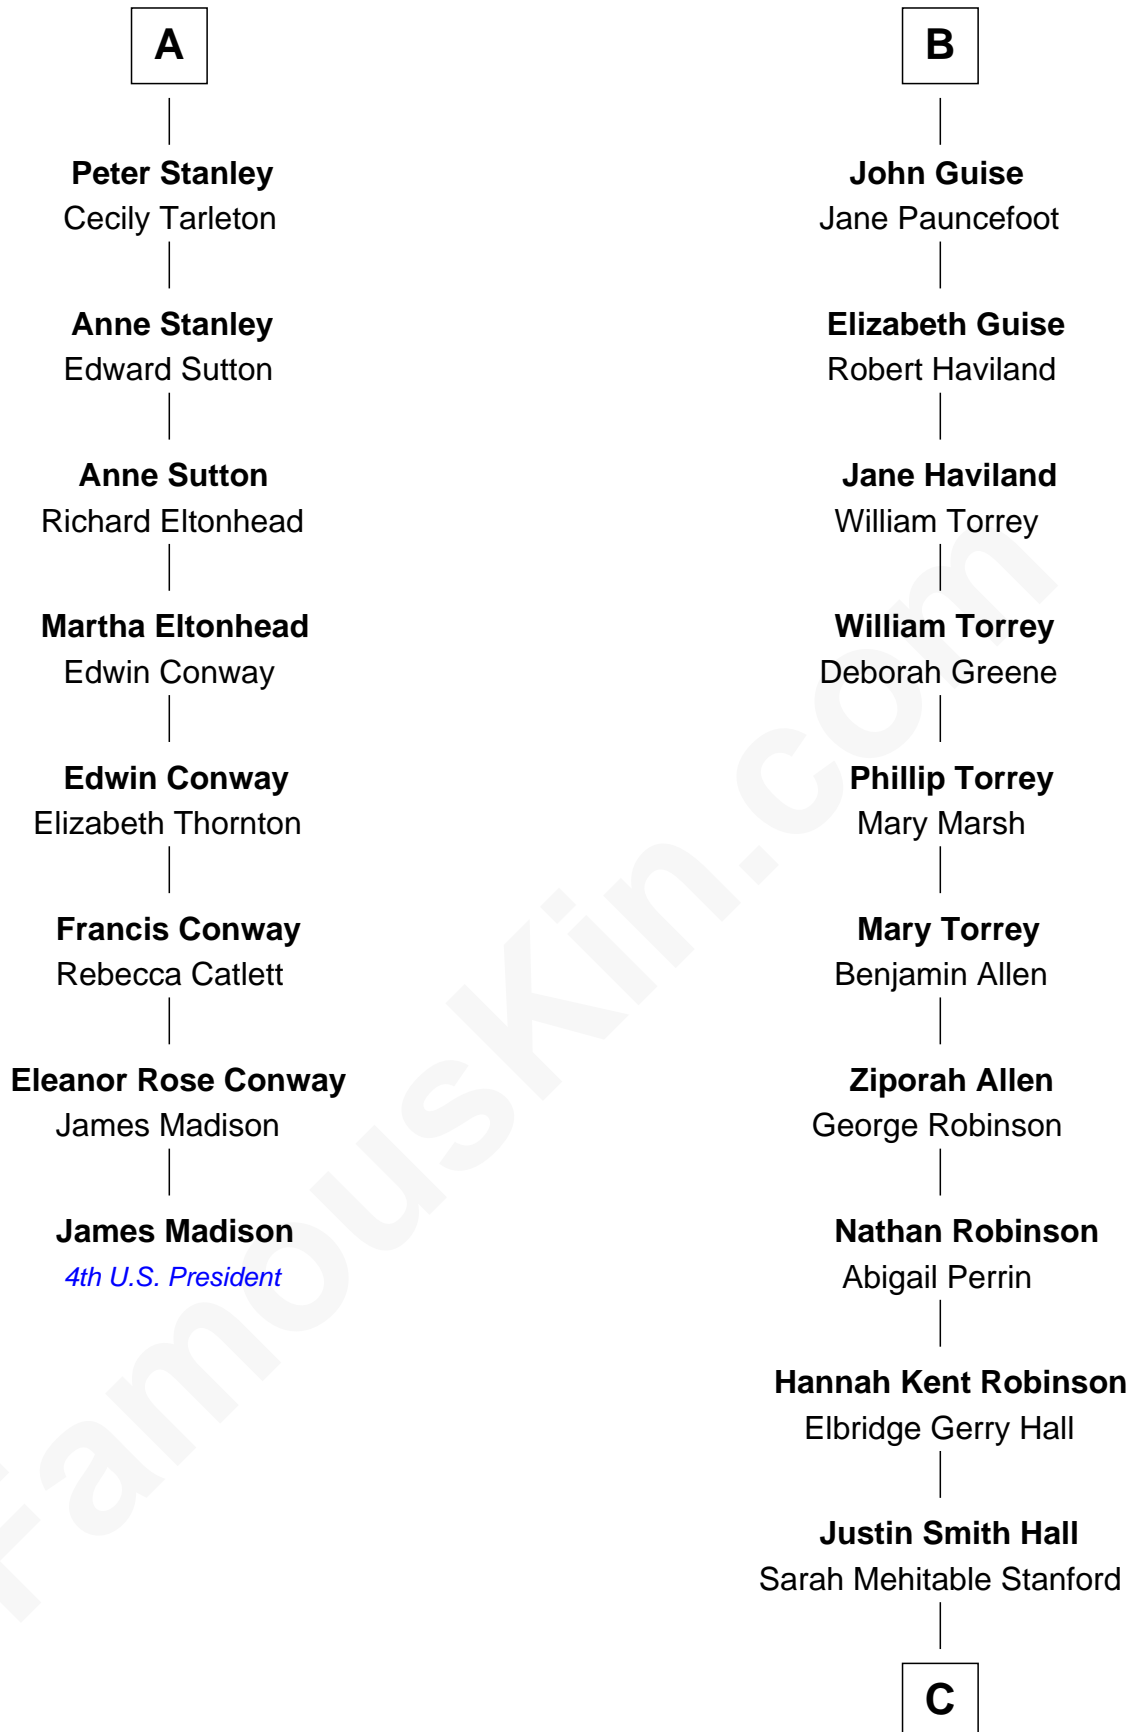 A
Peter Stanley
Cecily Tarleton
Anne Stanley
Edward Sutton
Anne Sutton
Richard Eltonhead
Martha Eltonhead
Edwin Conway
Edwin Conway
Elizabeth Thornton
Francis Conway
Rebecca Catlett
Eleanor Rose Conway
James Madison
James Madison
4th U.S. President
B
John Guise
Jane Pauncefoot
Elizabeth Guise
Robert Haviland
Jane Haviland
William Torrey
William Torrey
Deborah Greene
Phillip Torrey
Mary Marsh
Mary Torrey
Benjamin Allen
Ziporah Allen
George Robinson
Nathan Robinson
Abigail Perrin
Hannah Kent Robinson
Elbridge Gerry Hall
Justin Smith Hall
Sarah Mehitable Stanford
C
FamousKin.com